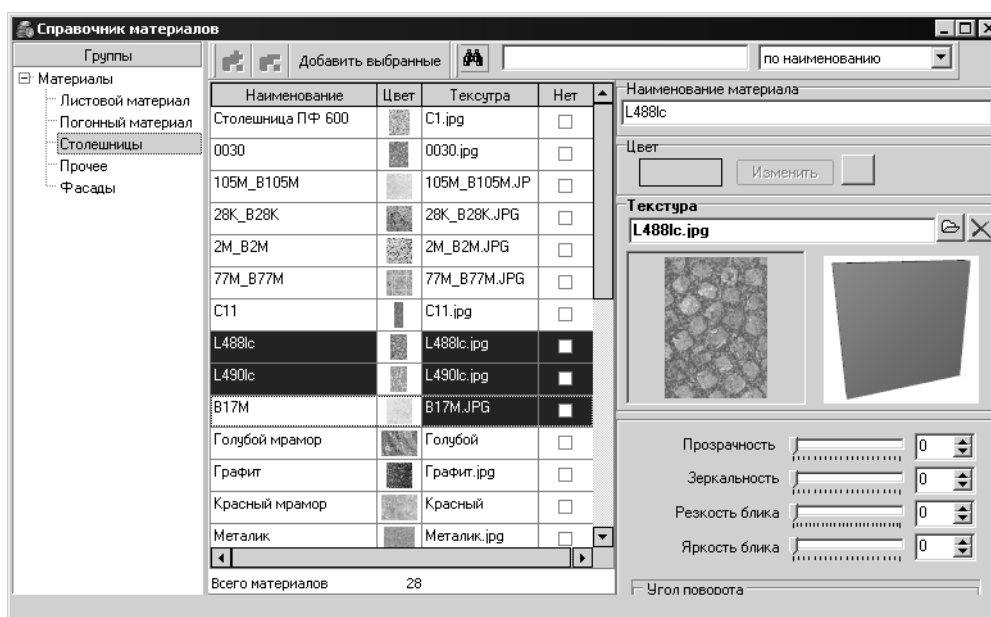 Справочник материалов
Группы
Материалы
Листовой материал
Погонный материал
Столешницы
Прочее
Фасады
Добавить выбранные
по наименованию
Наименование Цвет Тексутра Нет
Столешница ПФ 600 C1.jpg
0030 0030.jpg
105M_B105M 105M_B105M.JP
28K_B28K 28K_B28K.JPG
2M_B2M 2M_B2M.JPG
77M_B77M 77M_B77M.JPG
C11 C11.jpg
L488lc L488lc.jpg
L490lc L490lc.jpg
B17M B17M.JPG
Голубой мрамор Голубой
Графит Графит.jpg
Красный мрамор Красный
Металик Металик.jpg
Всего материалов 28
Наименование материала
L488lc
Цвет
Изменить
Текстура
L488lc.jpg
Прозрачность 0
Зеркальность 0
Резкость блика 0
Яркость блика 0
Угол поворота